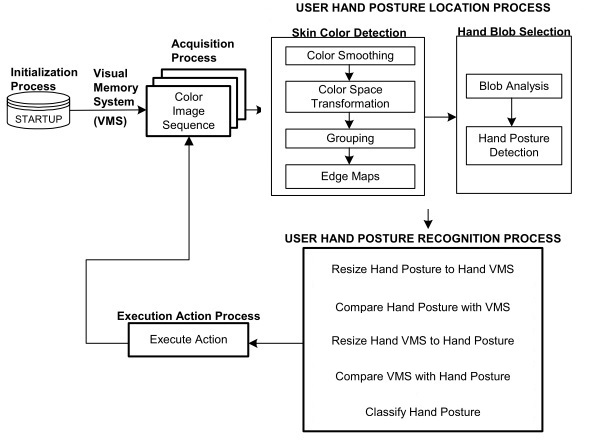 USER HAND POSTURE LOCATION PROCESS
Skin Color Detection
Hand Blob Selection
Acquisition
Process
Initialization
Process
Visual
Memory
System
(VMS)
STARTUP
Color
Image
Sequence
Color Smoothing
Color Space
Transformation
Grouping
Edge Maps
Blob Analysis
Hand Posture
Detection
USER HAND POSTURE RECOGNITION PROCESS
Resize Hand Posture to Hand VMS
Compare Hand Posture with VMS
Resize Hand VMS to Hand Posture
Compare VMS with Hand Posture
Classify Hand Posture
Execution Action Process
Execute Action